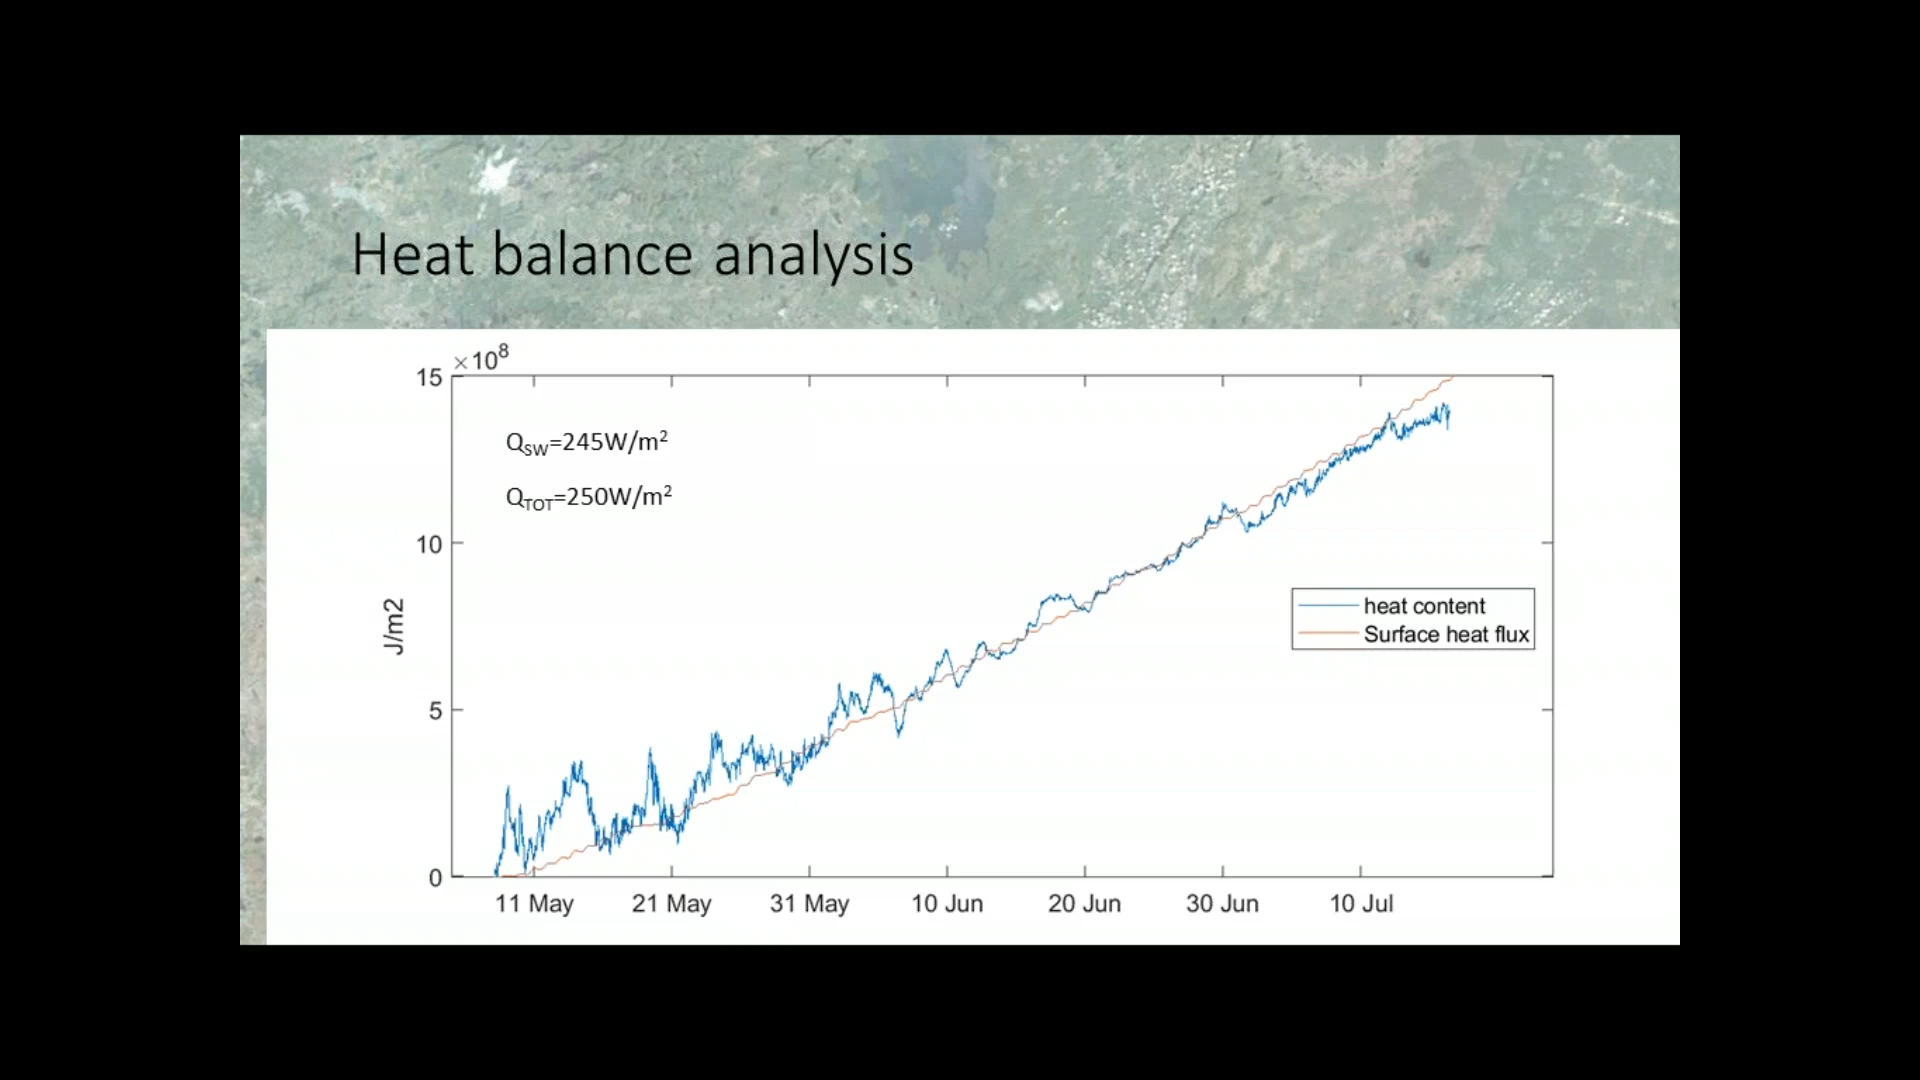 Heat balance analysis
×10⁸
15
10
5
0
J/m2
Q_SW=245W/m²
Q_TOT=250W/m²
heat content
Surface heat flux
11 May 21 May 31 May 10 Jun 20 Jun 30 Jun 10 Jul